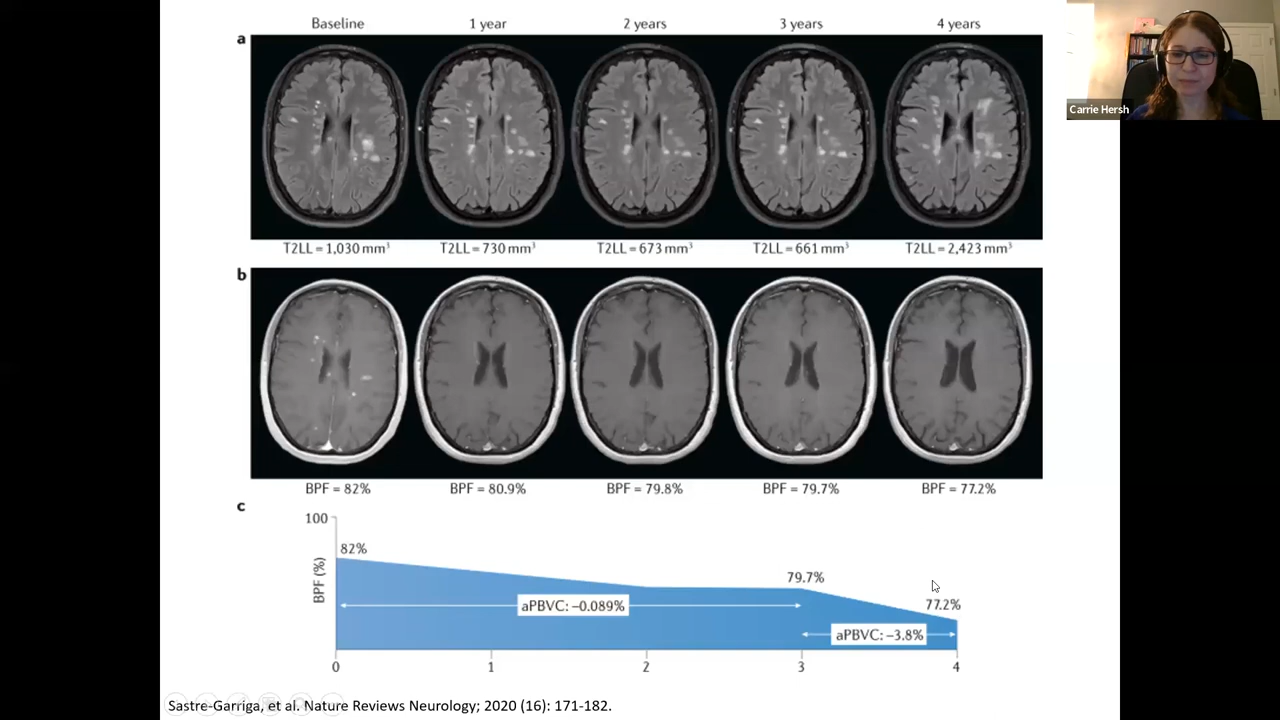 Baseline
1 year
2 years
3 years
4 years
a
T2LL = 1,030 mm³
T2LL = 730 mm³
T2LL = 673 mm³
T2LL = 661 mm³
T2LL = 2,423 mm³
b
BPF = 82%
BPF = 80.9%
BPF = 79.8%
BPF = 79.7%
BPF = 77.2%
c
100
BPF (%)
82%
79.7%
77.2%
aPBVC: –0.089%
aPBVC: –3.8%
0
1
2
3
4
Sastre-Garriga, et al. Nature Reviews Neurology; 2020 (16): 171-182.
Carrie Hersh